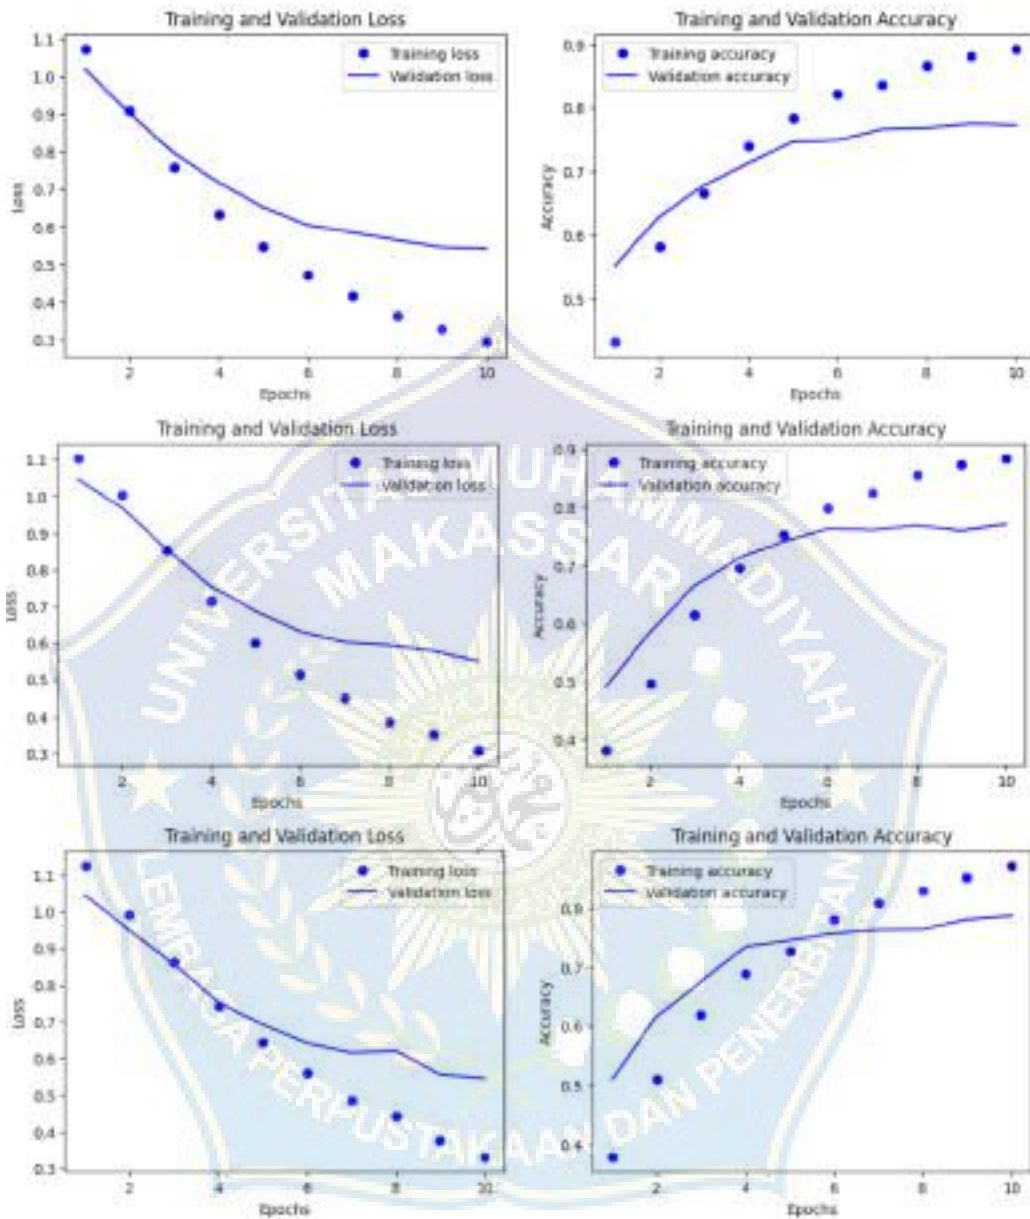 Training and Validation Loss
1.1
1.0
0.9
0.8
0.7
0.6
0.5
0.4
0.3
Loss
Training loss
Validation loss
2 4 6 8 10
Epochs
Training and Validation Accuracy
0.9
0.8
0.7
0.6
0.5
Accuracy
Training accuracy
Validation accuracy
2 4 6 8 10
Epochs
Training and Validation Loss
1.1
1.0
0.9
0.8
0.7
0.6
0.5
0.4
0.3
Loss
Training loss
Validation loss
2 4 6 8 10
Epochs
Training and Validation Accuracy
0.9
0.8
0.7
0.6
0.5
0.4
Accuracy
Training accuracy
Validation accuracy
2 4 6 8 10
Epochs
Training and Validation Loss
1.1
1.0
0.9
0.8
0.7
0.6
0.5
0.4
0.3
Loss
Training loss
Validation loss
2 4 6 8 10
Epochs
Training and Validation Accuracy
0.8
0.7
0.6
0.5
0.4
Accuracy
Training accuracy
Validation accuracy
2 4 6 8 10
Epochs
UNIVERSITAS MUHAMMADIYAH
MAKASSAR
LEMBAGA PERPUSTAKAAN DAN PENERBITAN